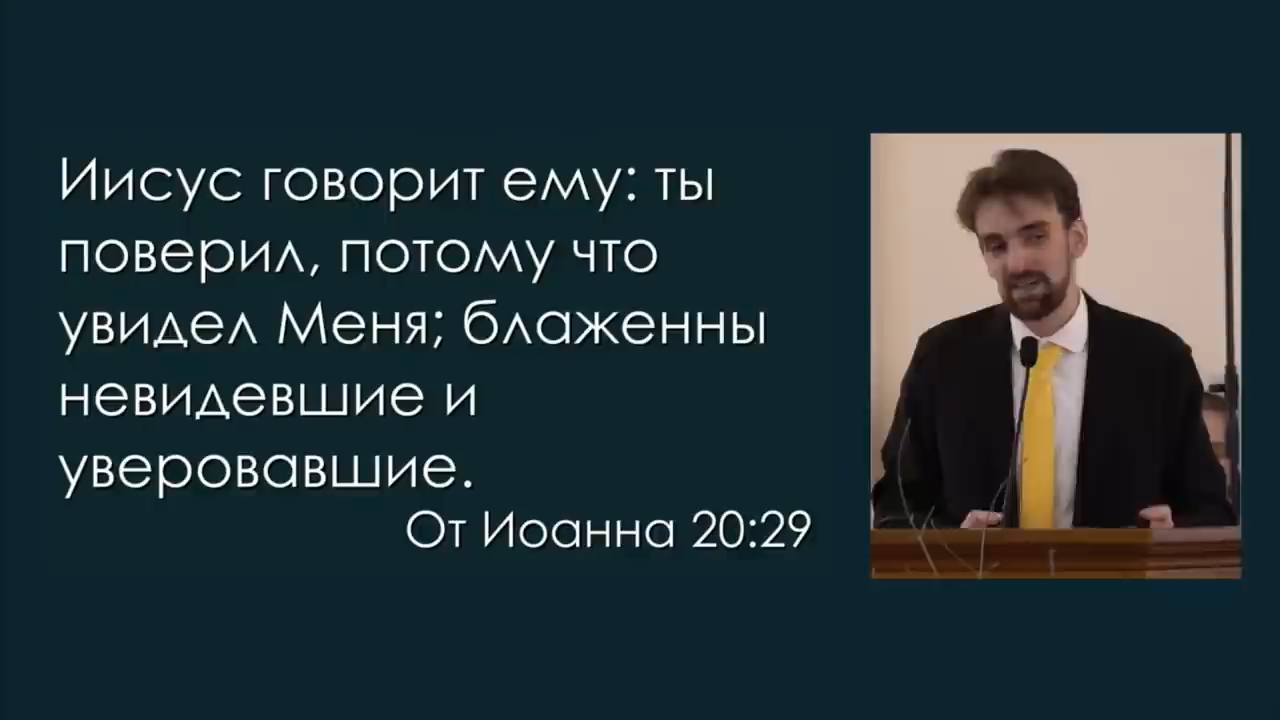 Иисус говорит ему: ты
поверил, потому что
увидел Меня; блаженны
невидевшие и
уверовавшие.
От Иоанна 20:29